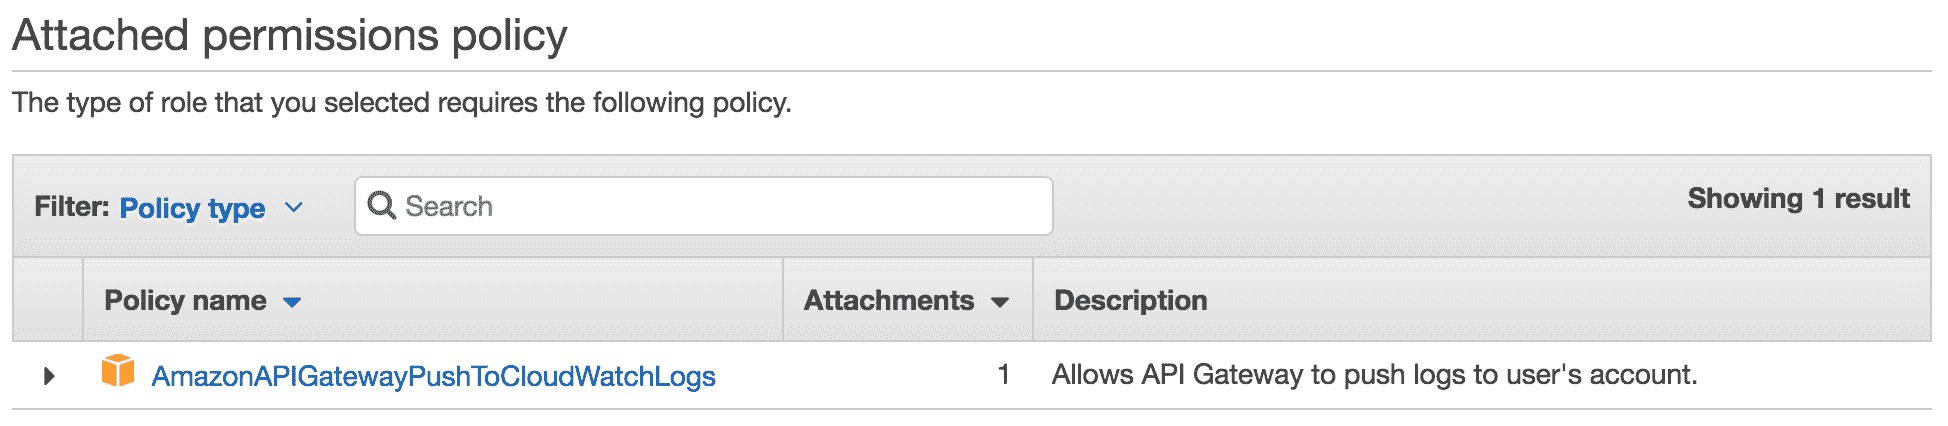 Attached permissions policy
The type of role that you selected requires the following policy.
Filter: Policy type Search Showing 1 result
Policy name Attachments Description
AmazonAPIGatewayPushToCloudWatchLogs 1 Allows API Gateway to push logs to user's account.